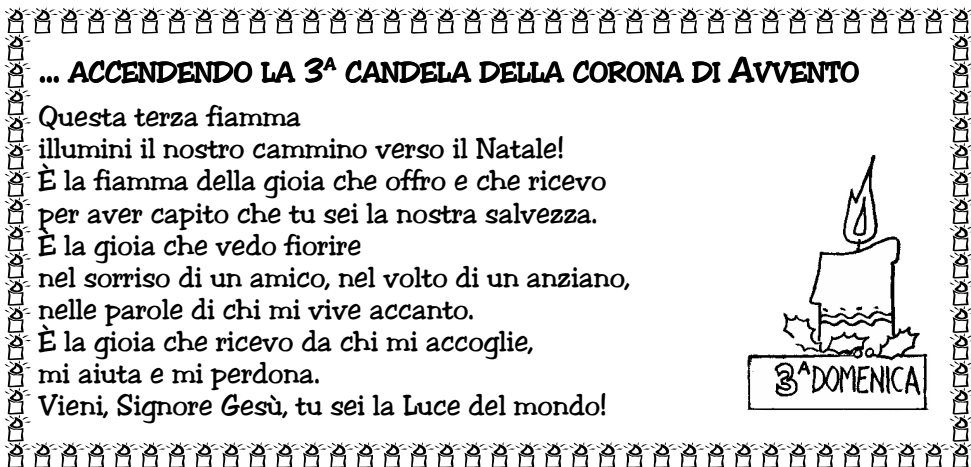 ... ACCENDENDO LA 3ᴬ CANDELA DELLA CORONA DI AVVENTO
Questa terza fiamma
illumini il nostro cammino verso il Natale!
È la fiamma della gioia che offro e che ricevo
per aver capito che tu sei la nostra salvezza.
È la gioia che vedo fiorire
nel sorriso di un amico, nel volto di un anziano,
nelle parole di chi mi vive accanto.
È la gioia che ricevo da chi mi accoglie,
mi aiuta e mi perdona.
Vieni, Signore Gesù, tu sei la Luce del mondo!
3ᴬ DOMENICA